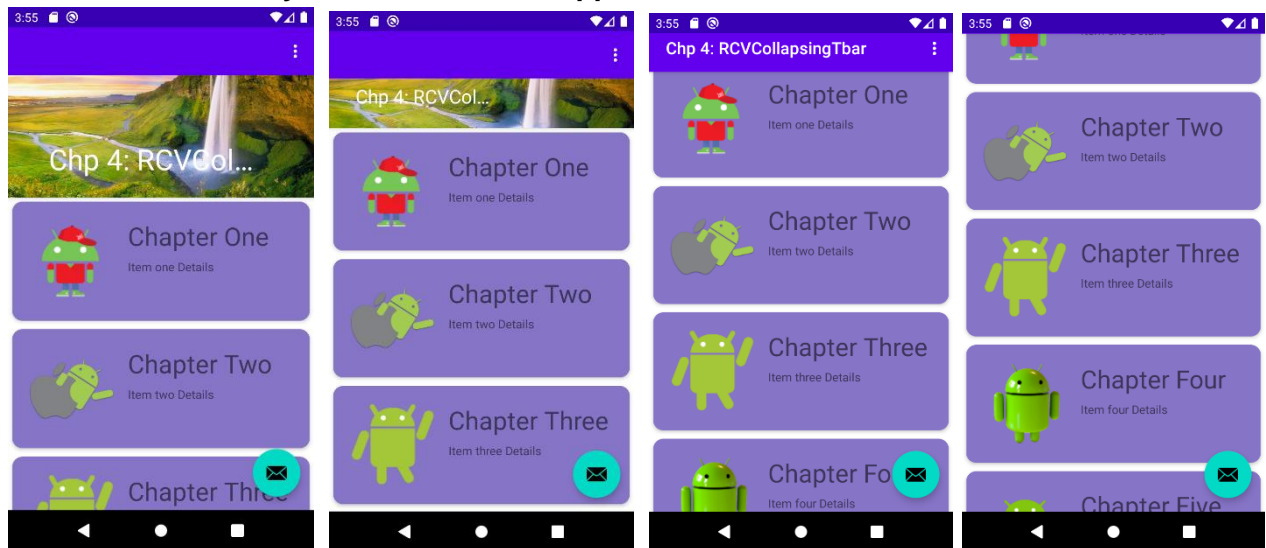 3:55
Chp 4: RCVCol...
Chapter One
Item one Details
Chapter Two
Item two Details
Chapter Three
3:55
Chp 4: RCVCol...
Chapter One
Item one Details
Chapter Two
Item two Details
Chapter Three
Item three Details
3:55
Chp 4: RCVCollapsingTbar
Chapter One
Item one Details
Chapter Two
Item two Details
Chapter Three
Item three Details
Chapter Fo
Item four Details
3:55
Chapter Two
Item two Details
Chapter Three
Item three Details
Chapter Four
Item four Details
Chapter Five